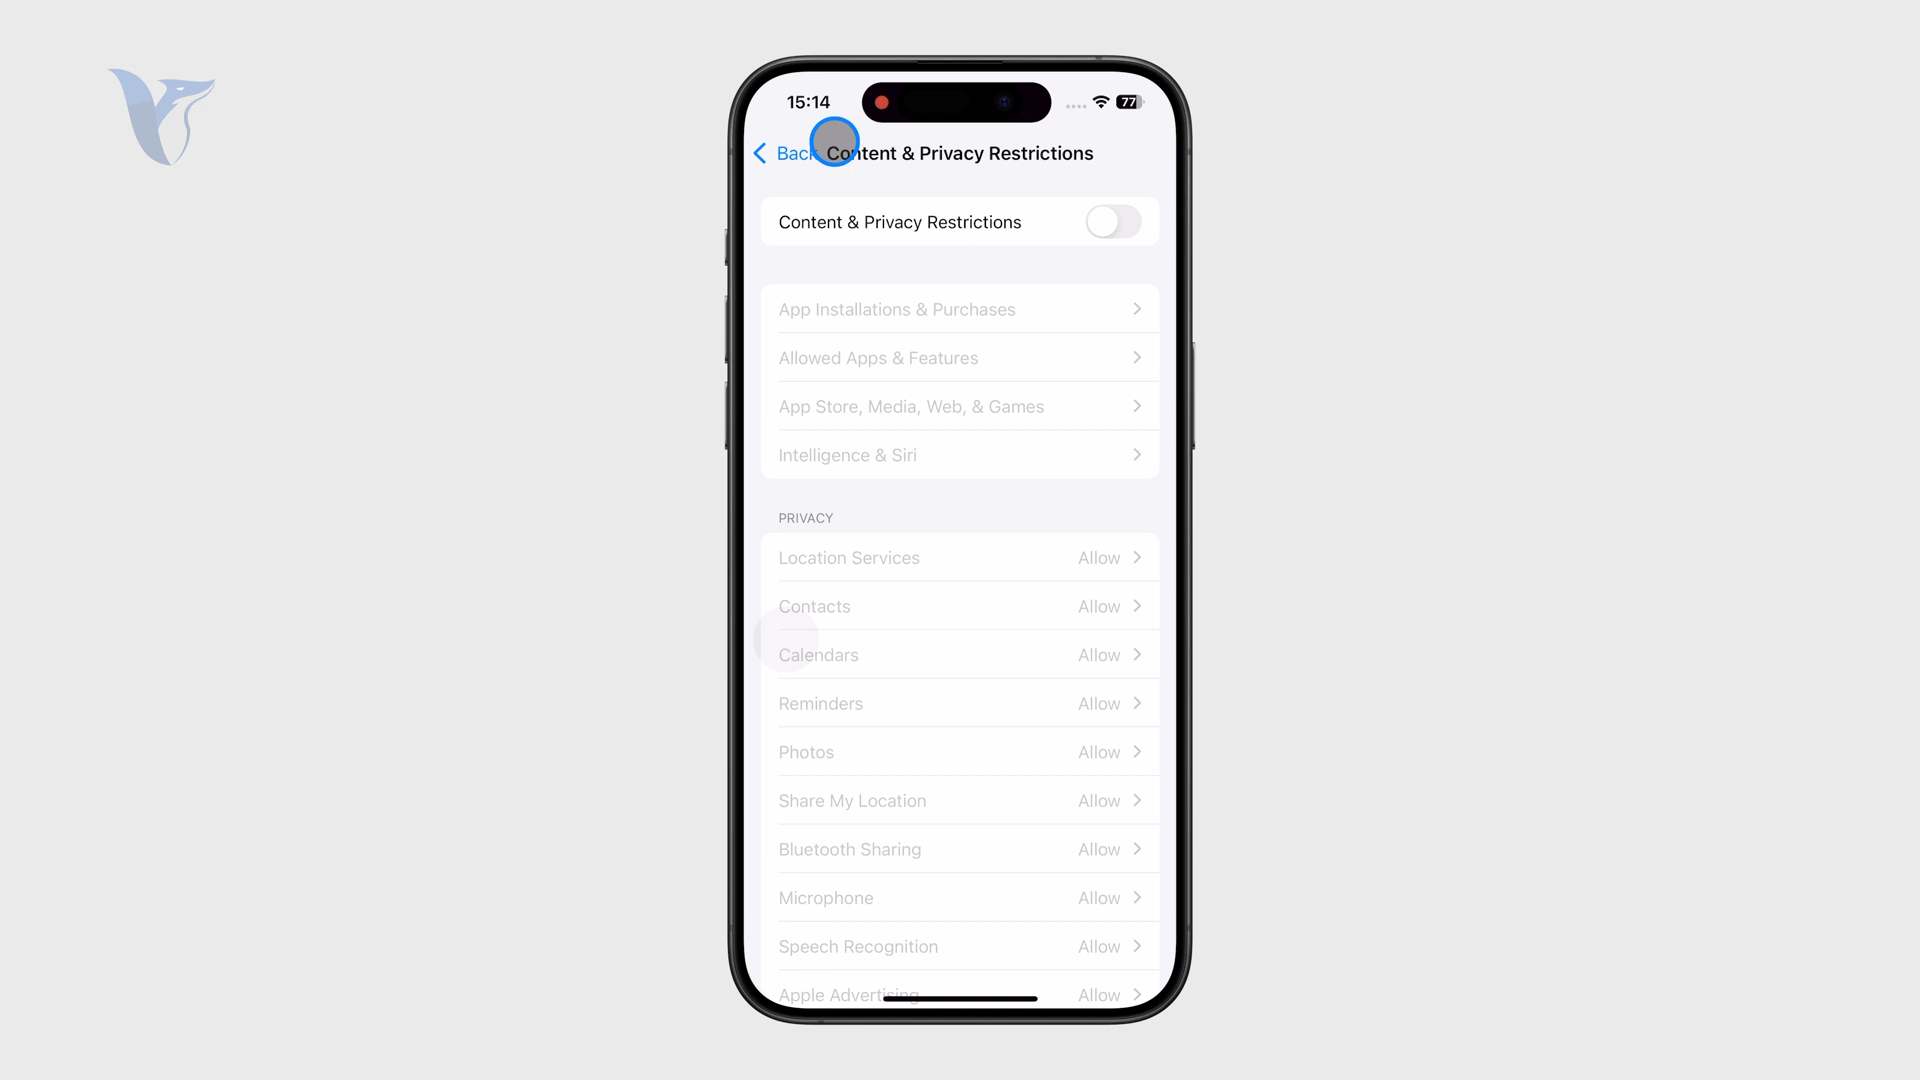 15:14
77
Back Content & Privacy Restrictions
Content & Privacy Restrictions
App Installations & Purchases
Allowed Apps & Features
App Store, Media, Web, & Games
Intelligence & Siri
PRIVACY
Location Services Allow
Contacts Allow
Calendars Allow
Reminders Allow
Photos Allow
Share My Location Allow
Bluetooth Sharing Allow
Microphone Allow
Speech Recognition Allow
Apple Advertising Allow